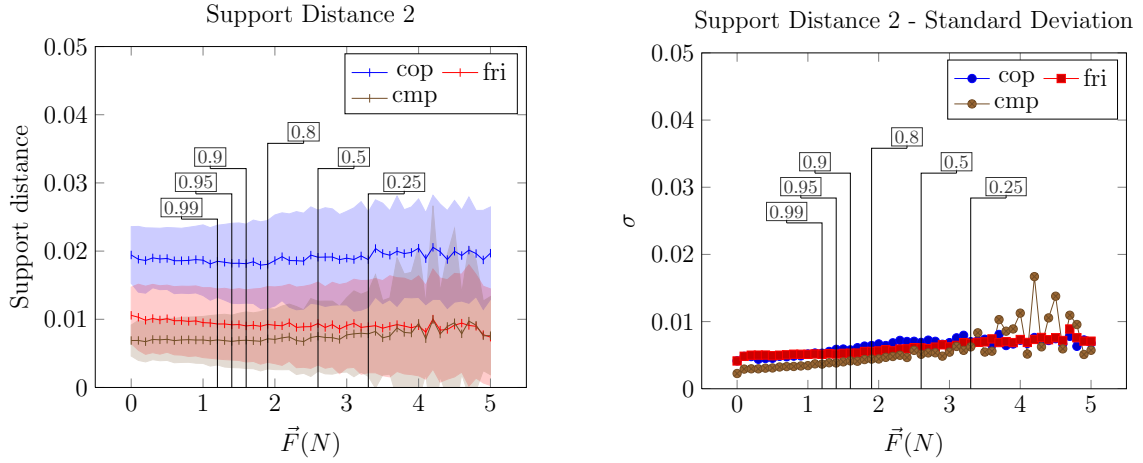 Support Distance 2
0.05
0.04
0.03
0.02
0.01
0
Support distance
cop
fri
cmp
0.8
0.9
0.5
0.95
0.25
0.99
0 1 2 3 4 5
F⃗(N)
Support Distance 2 - Standard Deviation
0.05
0.04
0.03
0.02
0.01
0
σ
cop
fri
cmp
0.8
0.9
0.5
0.95
0.25
0.99
0 1 2 3 4 5
F⃗(N)